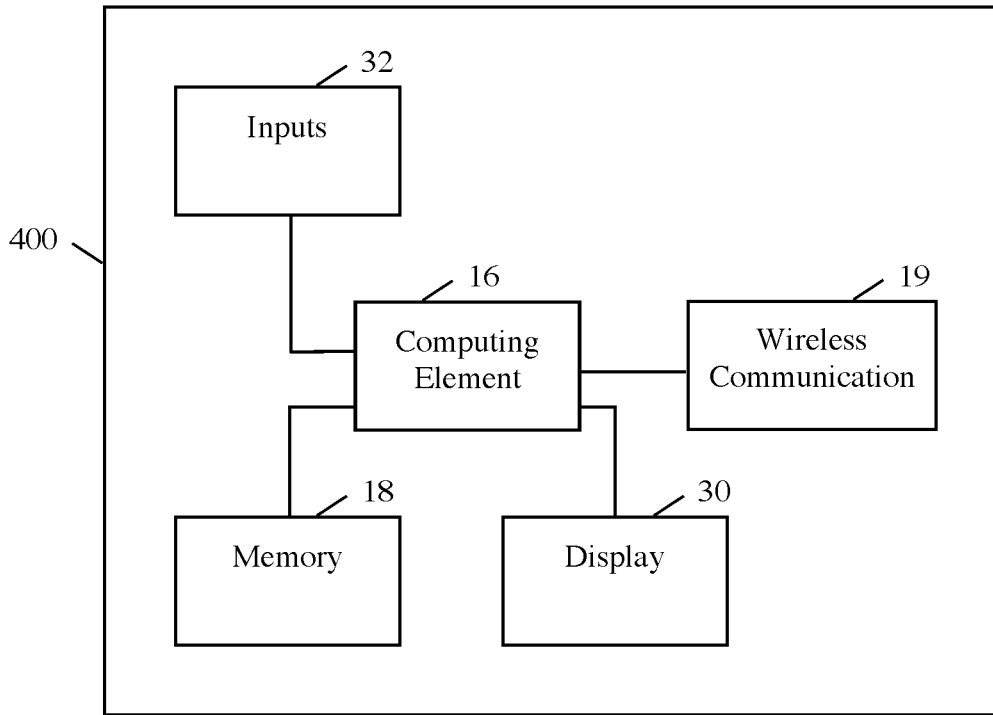 32
Inputs
400
16
19
Computing
Element
Wireless
Communication
18
30
Memory
Display